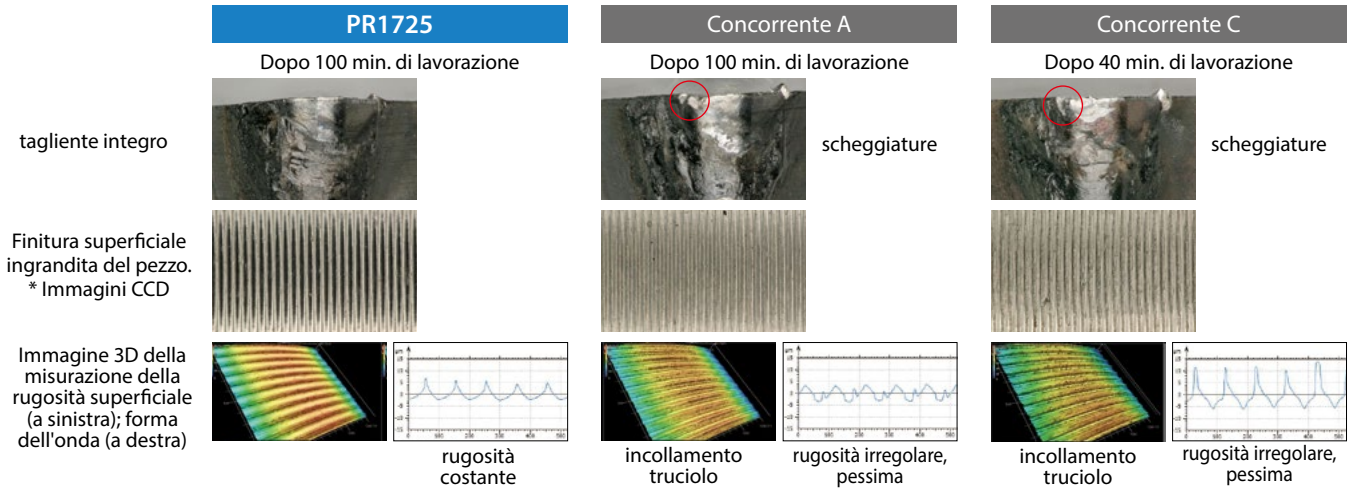 PR1725
Concorrente A
Concorrente C
Dopo 100 min. di lavorazione
Dopo 100 min. di lavorazione
Dopo 40 min. di lavorazione
tagliente integro
scheggiature
scheggiature
Finitura superficiale
ingrandita del pezzo.
* Immagini CCD
Immagine 3D della
misurazione della
rugosità superficiale
(a sinistra); forma
dell'onda (a destra)
rugosità
costante
incollamento
truciolo
rugosità irregolare,
pessima
incollamento
truciolo
rugosità irregolare,
pessima